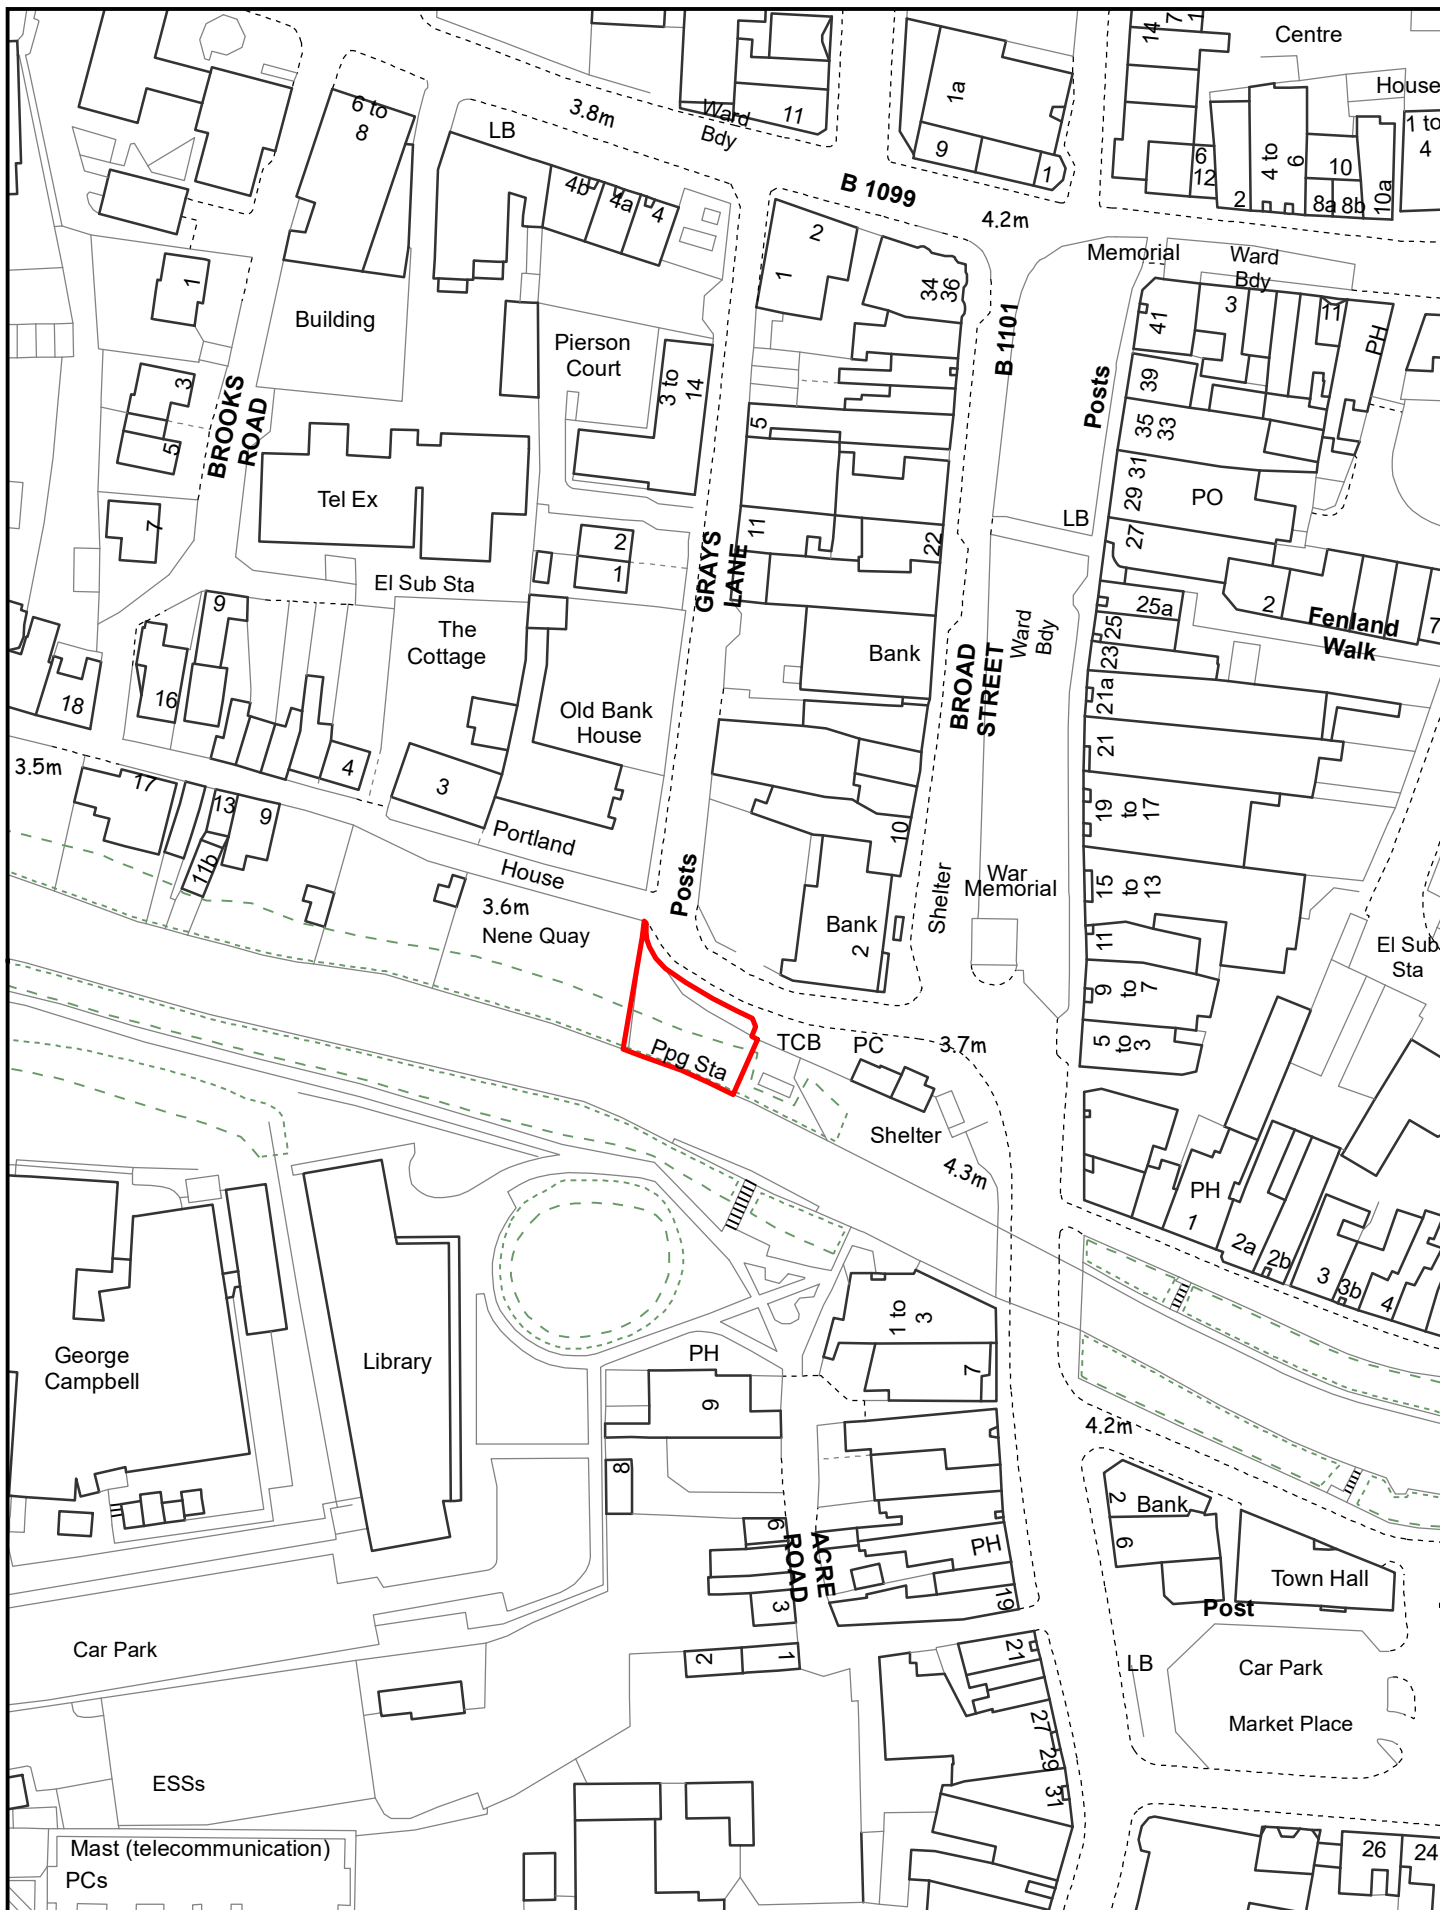 Centre
14
7
1
House
1 to
4
6 to
8
3.8m
Ward
Bdy
11
LB
1a
9
1
6
12
2
4 to
6
10
8a
8b
10a
4b
4a
4
B 1099
4.2m
2
1
34
36
Memorial
Ward
Bdy
41
3
11
PH
1
Building
Pierson
Court
3 to
14
B 1101
Posts
39
35
33
3
5
BROOKS
ROAD
5
Tel Ex
7
31
29
PO
LB
27
11
22
2
1
GRAYS
LANE
El Sub Sta
9
The
Cottage
25a
25
23
2
Fenland
Walk
7
Ward
Bdy
Bank
BROAD
STREET
18
16
Old Bank
House
21a
21
3.5m
17
13
9
11b
4
3
Portland
House
10
19
to
17
Posts
Shelter
War
Memorial
15
to
13
3.6m
Nene Quay
Bank
2
11
El Sub
Sta
9
to
7
Ppg Sta
TCB
PC
3.7m
5
to
3
Shelter
4.3m
PH
1
2a
2b
3
3b
4
George
Campbell
Library
1 to
3
PH
9
7
4.2m
8
2
Bank
6
6
ACRE
ROAD
PH
Town Hall
3
19
Post
Car Park
2
1
21
LB
Car Park
Market Place
27
29
31
ESSs
Mast (telecommunication)
PCs
26
24